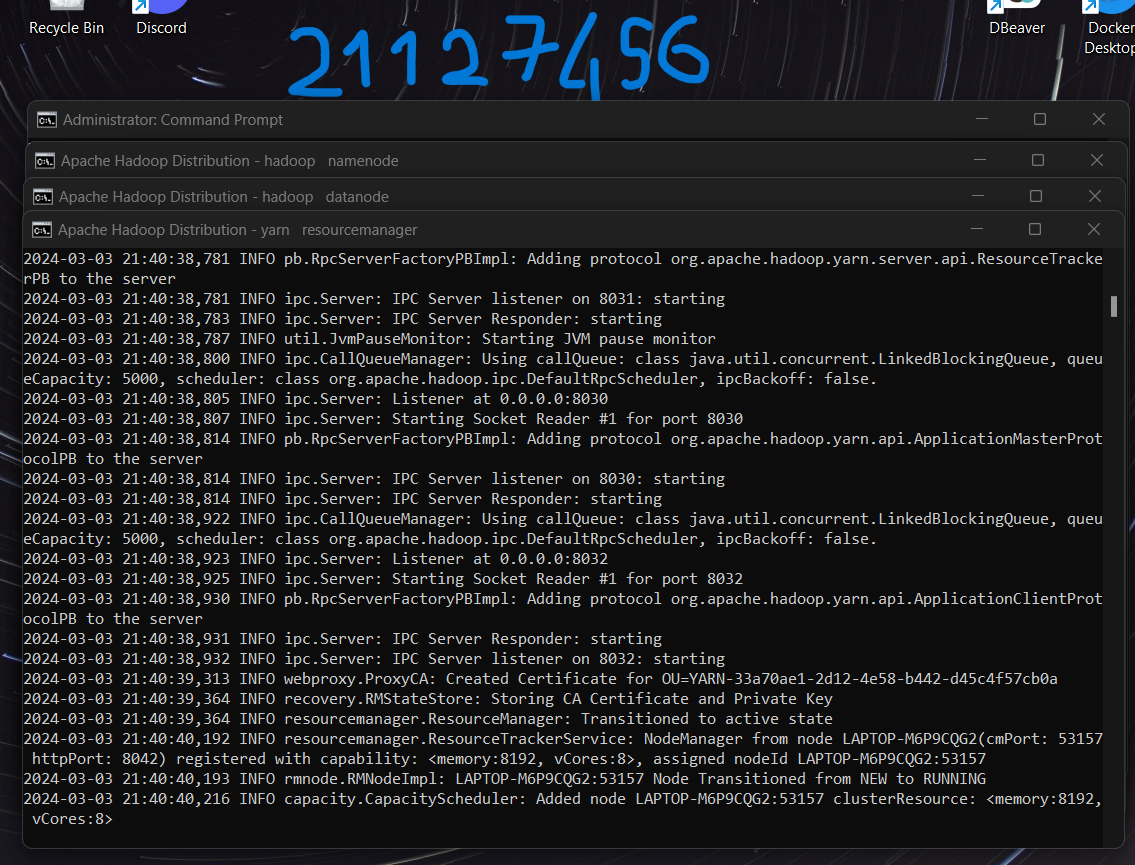 Recycle Bin
Discord
21127456
DBeaver
Docker
Desktop
Administrator: Command Prompt
Apache Hadoop Distribution - hadoop   namenode
Apache Hadoop Distribution - hadoop   datanode
Apache Hadoop Distribution - yarn   resourcemanager
2024-03-03 21:40:38,781 INFO pb.RpcServerFactoryPBImpl: Adding protocol org.apache.hadoop.yarn.server.api.ResourceTracke
rPB to the server
2024-03-03 21:40:38,781 INFO ipc.Server: IPC Server listener on 8031: starting
2024-03-03 21:40:38,783 INFO ipc.Server: IPC Server Responder: starting
2024-03-03 21:40:38,787 INFO util.JvmPauseMonitor: Starting JVM pause monitor
2024-03-03 21:40:38,800 INFO ipc.CallQueueManager: Using callQueue: class java.util.concurrent.LinkedBlockingQueue, queu
eCapacity: 5000, scheduler: class org.apache.hadoop.ipc.DefaultRpcScheduler, ipcBackoff: false.
2024-03-03 21:40:38,805 INFO ipc.Server: Listener at 0.0.0.0:8030
2024-03-03 21:40:38,807 INFO ipc.Server: Starting Socket Reader #1 for port 8030
2024-03-03 21:40:38,814 INFO pb.RpcServerFactoryPBImpl: Adding protocol org.apache.hadoop.yarn.api.ApplicationMasterProt
ocolPB to the server
2024-03-03 21:40:38,814 INFO ipc.Server: IPC Server listener on 8030: starting
2024-03-03 21:40:38,814 INFO ipc.Server: IPC Server Responder: starting
2024-03-03 21:40:38,922 INFO ipc.CallQueueManager: Using callQueue: class java.util.concurrent.LinkedBlockingQueue, queu
eCapacity: 5000, scheduler: class org.apache.hadoop.ipc.DefaultRpcScheduler, ipcBackoff: false.
2024-03-03 21:40:38,923 INFO ipc.Server: Listener at 0.0.0.0:8032
2024-03-03 21:40:38,925 INFO ipc.Server: Starting Socket Reader #1 for port 8032
2024-03-03 21:40:38,930 INFO pb.RpcServerFactoryPBImpl: Adding protocol org.apache.hadoop.yarn.api.ApplicationClientProt
ocolPB to the server
2024-03-03 21:40:38,931 INFO ipc.Server: IPC Server Responder: starting
2024-03-03 21:40:38,932 INFO ipc.Server: IPC Server listener on 8032: starting
2024-03-03 21:40:39,313 INFO webproxy.ProxyCA: Created Certificate for OU=YARN-33a70ae1-2d12-4e58-b442-d45c4f57cb0a
2024-03-03 21:40:39,364 INFO recovery.RMStateStore: Storing CA Certificate and Private Key
2024-03-03 21:40:39,364 INFO resourcemanager.ResourceManager: Transitioned to active state
2024-03-03 21:40:40,192 INFO resourcemanager.ResourceTrackerService: NodeManager from node LAPTOP-M6P9CQG2(cmPort: 53157
 httpPort: 8042) registered with capability: <memory:8192, vCores:8>, assigned nodeId LAPTOP-M6P9CQG2:53157
2024-03-03 21:40:40,193 INFO rmnode.RMNodeImpl: LAPTOP-M6P9CQG2:53157 Node Transitioned from NEW to RUNNING
2024-03-03 21:40:40,216 INFO capacity.CapacityScheduler: Added node LAPTOP-M6P9CQG2:53157 clusterResource: <memory:8192,
 vCores:8>